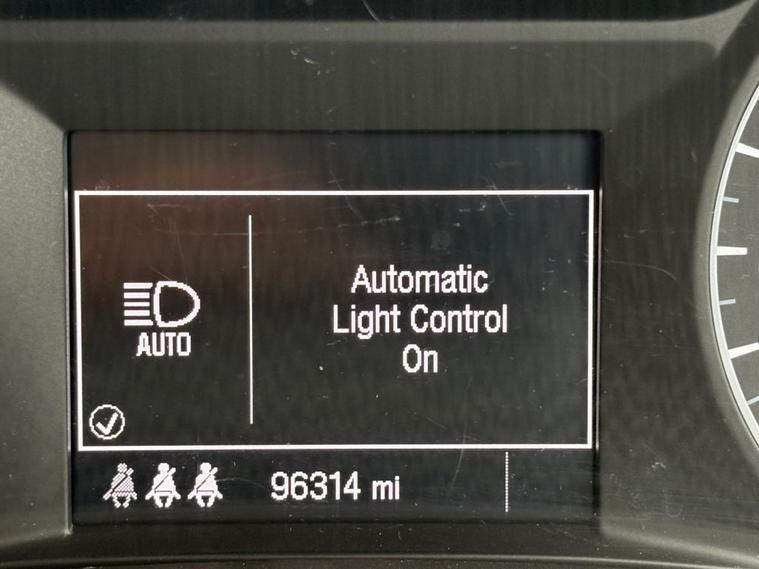 Automatic
Light Control
On
AUTO
96314 mi